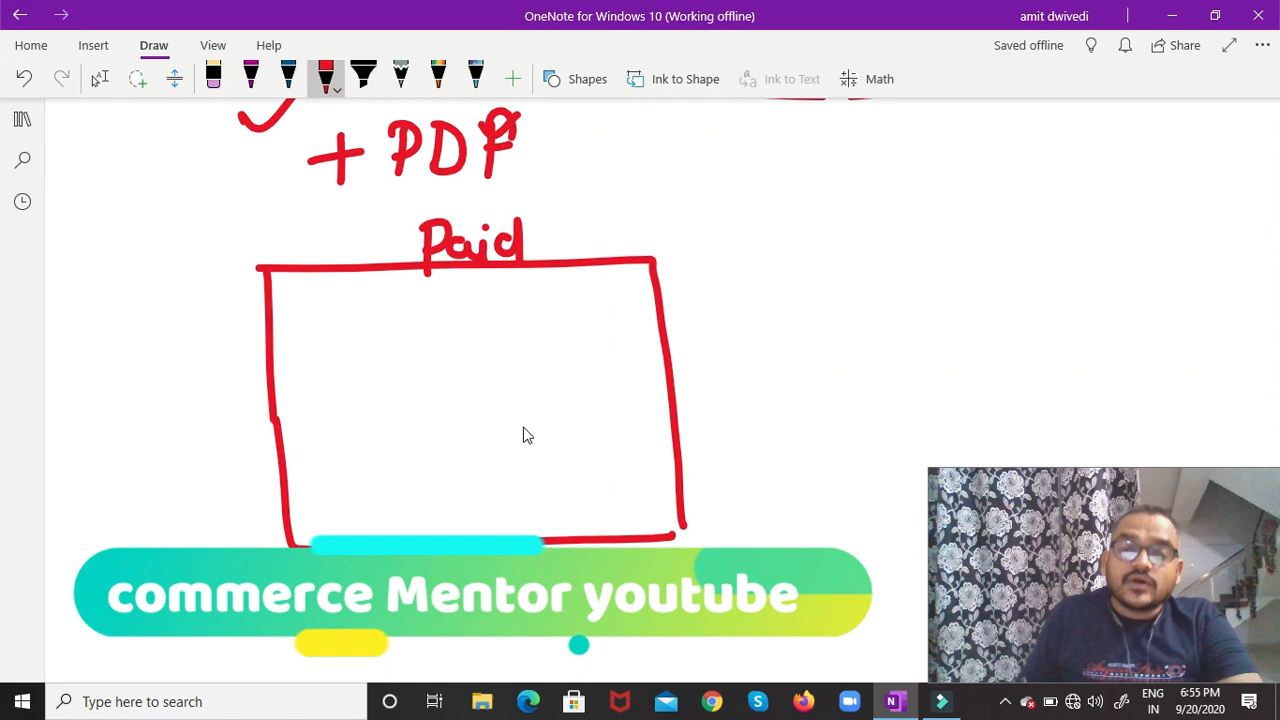 OneNote for Windows 10 (Working offline)
amit dwivedi
Home Insert Draw View Help
Saved offline
Share
Shapes
Ink to Shape
Ink to Text
Math
+ PDF
Paid
commerce Mentor youtube
Type here to search
ENG
IN
6:55 PM
9/20/2020